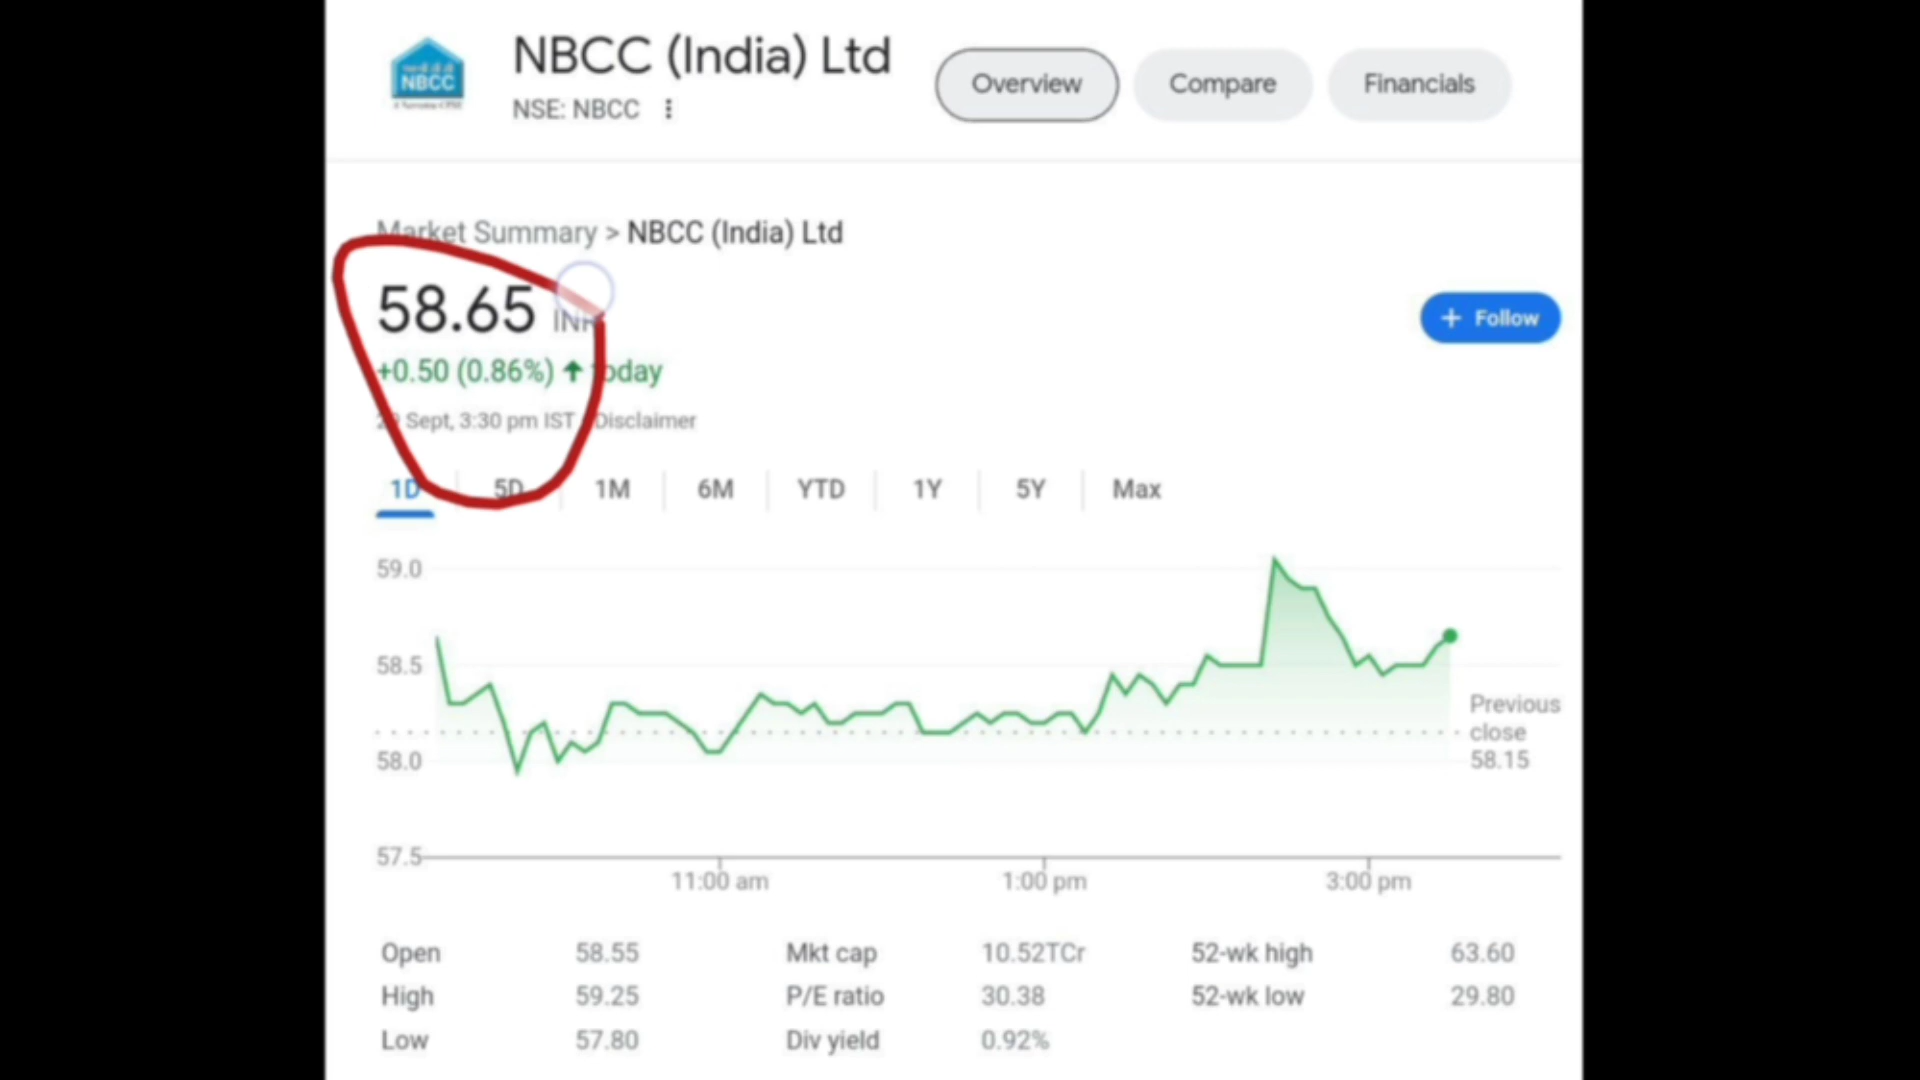 NBCC
NBCC (India) Ltd
NSE: NBCC
Overview
Compare
Financials
Market Summary > NBCC (India) Ltd
58.65 INR
+0.50 (0.86%) today
Sept, 3:30 pm IST Disclaimer
+ Follow
1D 5D 1M 6M YTD 1Y 5Y Max
59.0
58.5
58.0
57.5
Previous
close
58.15
11:00 am 1:00 pm 3:00 pm
Open 58.55 Mkt cap 10.52TCr 52-wk high 63.60
High 59.25 P/E ratio 30.38 52-wk low 29.80
Low 57.80 Div yield 0.92%